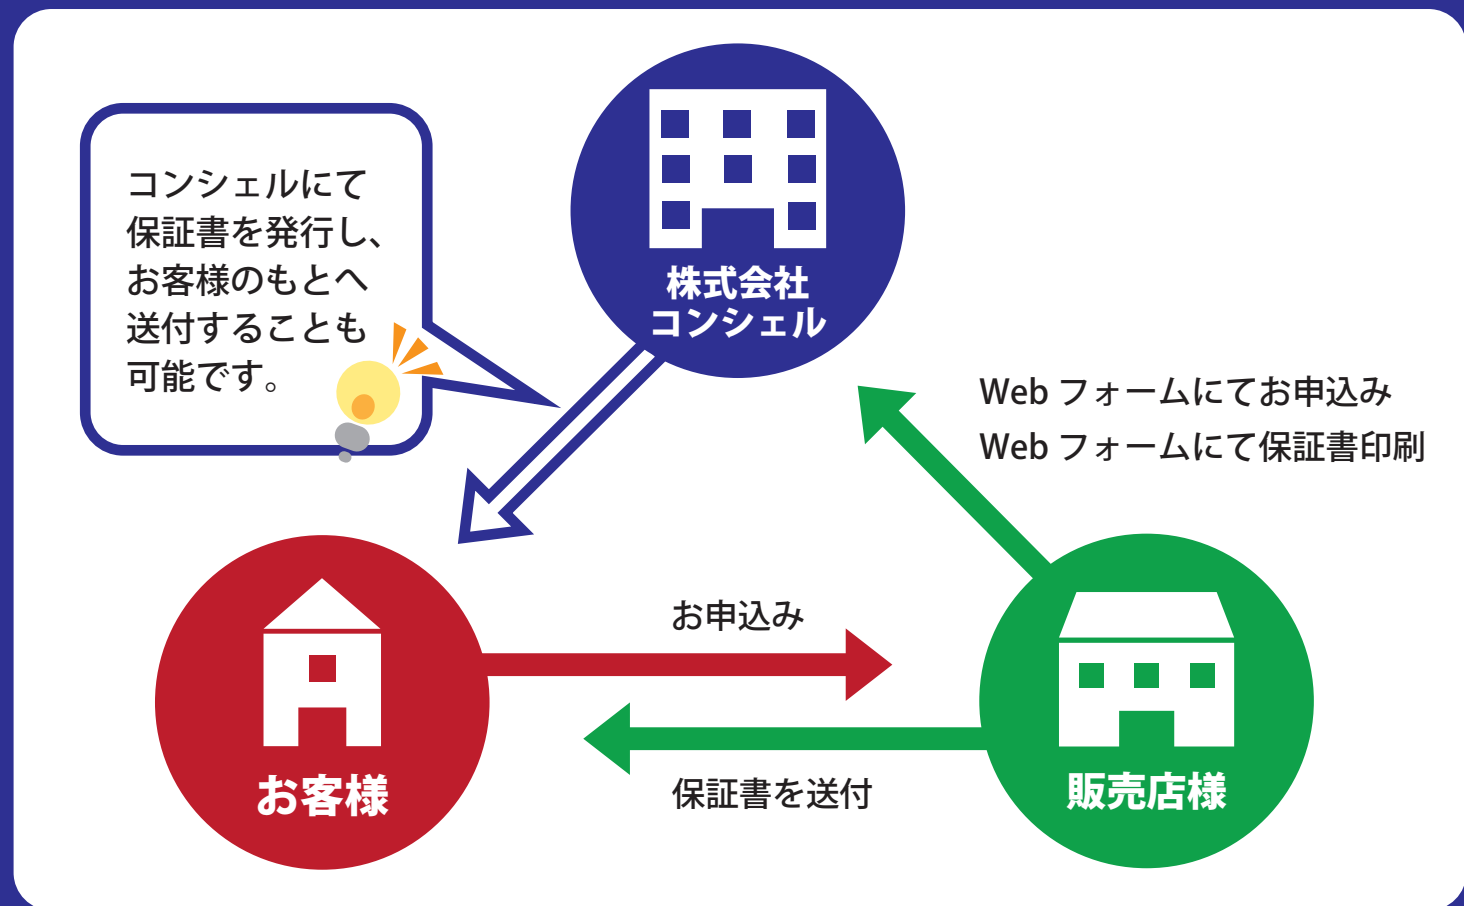 コンシェルにて
保証書を発行し、
お客様のもとへ
送付することも
可能です。
株式会社
コンシェル
Web フォームにてお申込み
Web フォームにて保証書印刷
お申込み
保証書を送付
お客様
販売店様